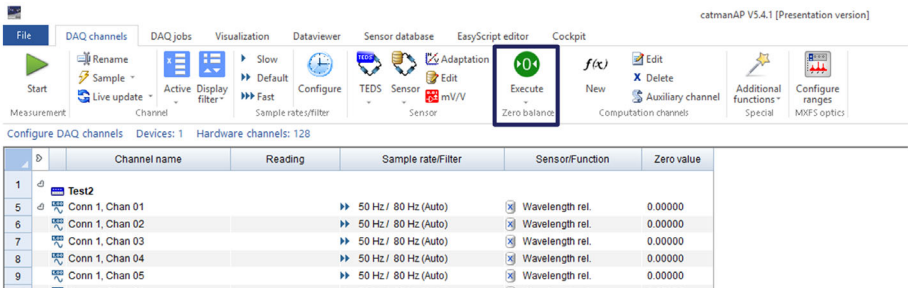 catmanAP V5.4.1 [Presentation version]
File DAQ channels DAQ jobs Visualization Dataviewer Sensor database EasyScript editor Cockpit
Start
Measurement
Rename
Sample
Live update
Active
Display filter
Channel
Slow
Default
Fast
Configure
Sample rates/filter
TEDS
Sensor
Adaptation
Edit
mV/V
Sensor
Execute
Zero balance
f(x)
New
Edit
X Delete
Auxiliary channel
Computation channels
Additional functions
Special
Configure ranges
MXFS optics
Configure DAQ channels Devices: 1 Hardware channels: 128
Channel name Reading Sample rate/Filter Sensor/Function Zero value
1 Test2
5 Conn 1, Chan 01 50 Hz / 80 Hz (Auto) Wavelength rel. 0.00000
6 Conn 1, Chan 02 50 Hz / 80 Hz (Auto) Wavelength rel. 0.00000
7 Conn 1, Chan 03 50 Hz / 80 Hz (Auto) Wavelength rel. 0.00000
8 Conn 1, Chan 04 50 Hz / 80 Hz (Auto) Wavelength rel. 0.00000
9 Conn 1, Chan 05 50 Hz / 80 Hz (Auto) Wavelength rel. 0.00000